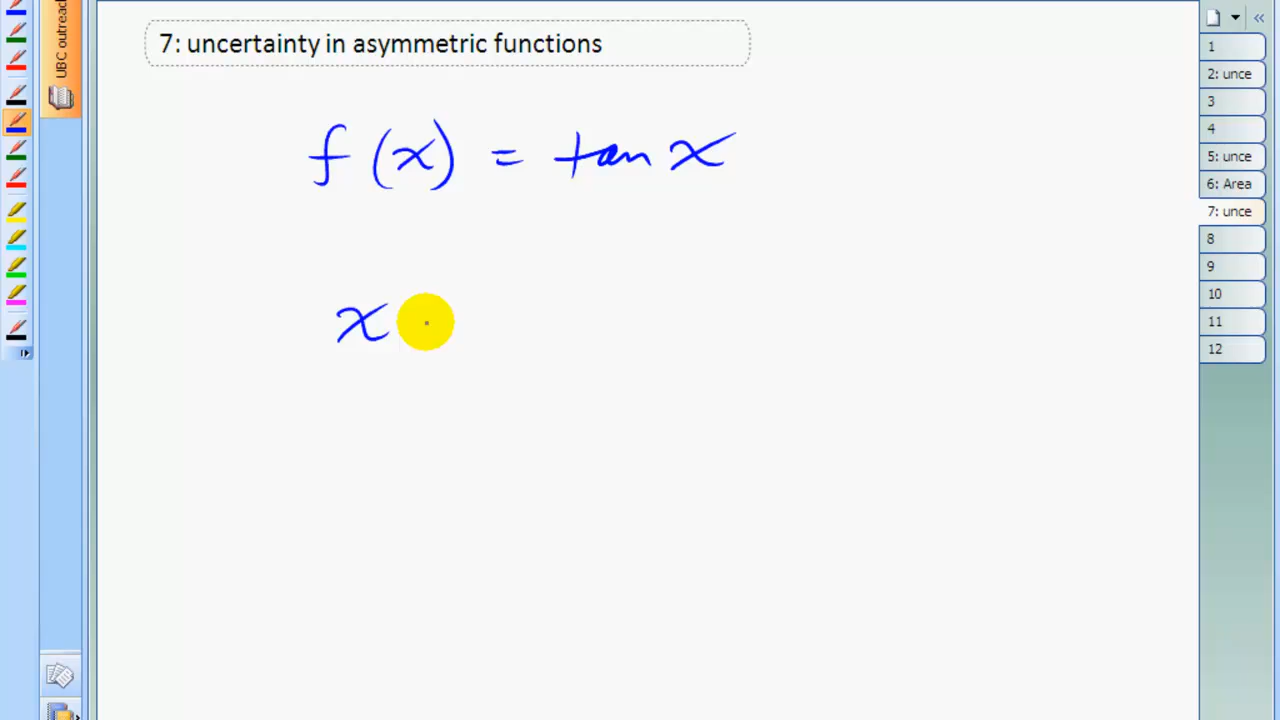 7: uncertainty in asymmetric functions
f(x) = tan x
x
UBC outreach
1
2: unce
3
4
5: unce
6: Area
7: unce
8
9
10
11
12